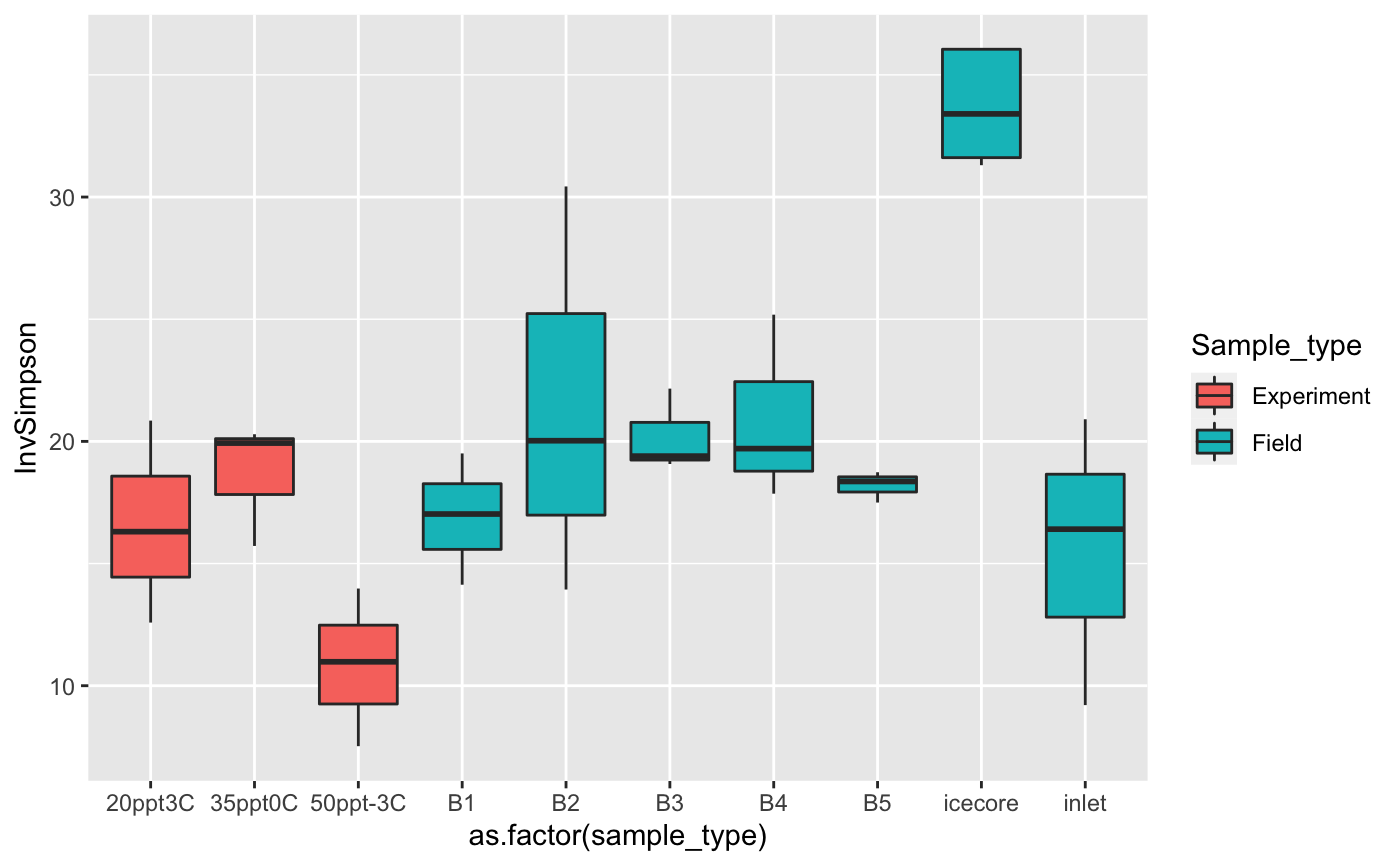 InvSimpson
30
20
10
20ppt3C 35ppt0C 50ppt-3C B1 B2 B3 B4 B5 icecore inlet
as.factor(sample_type)
Sample_type
Experiment
Field